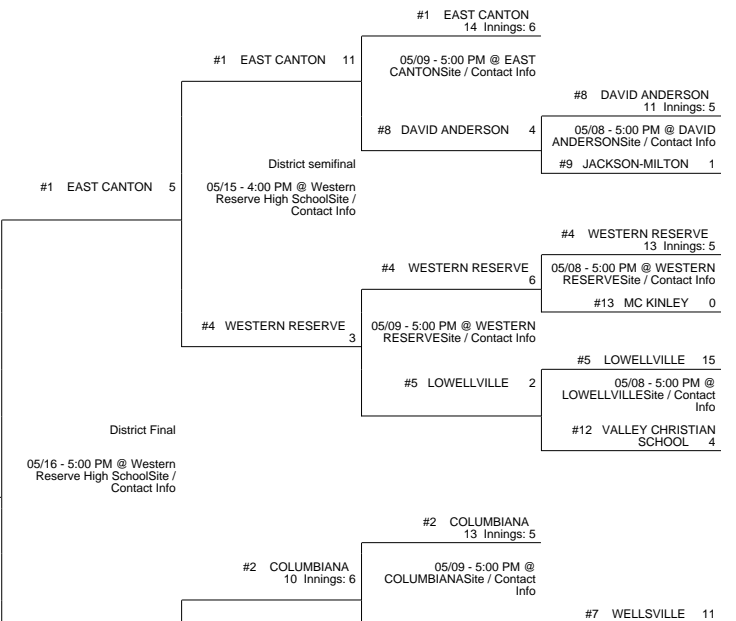 #1 EAST CANTON
14 Innings: 6
#1 EAST CANTON 11
05/09 - 5:00 PM @ EAST
CANTONSite / Contact Info
#8 DAVID ANDERSON
11 Innings: 5
#8 DAVID ANDERSON 4
05/08 - 5:00 PM @ DAVID
ANDERSONSite / Contact Info
#9 JACKSON-MILTON 1
District semifinal
#1 EAST CANTON 5
05/15 - 4:00 PM @ Western
Reserve High SchoolSite /
Contact Info
#4 WESTERN RESERVE
13 Innings: 5
#4 WESTERN RESERVE
6
05/08 - 5:00 PM @ WESTERN
RESERVESite / Contact Info
#13 MC KINLEY 0
#4 WESTERN RESERVE
3
05/09 - 5:00 PM @ WESTERN
RESERVESite / Contact Info
#5 LOWELLVILLE 15
#5 LOWELLVILLE 2
05/08 - 5:00 PM @
LOWELLVILLESite / Contact
Info
#12 VALLEY CHRISTIAN
SCHOOL 4
District Final
05/16 - 5:00 PM @ Western
Reserve High SchoolSite /
Contact Info
#2 COLUMBIANA
13 Innings: 5
#2 COLUMBIANA
10 Innings: 6
05/09 - 5:00 PM @
COLUMBIANASite / Contact
Info
#7 WELLSVILLE 11